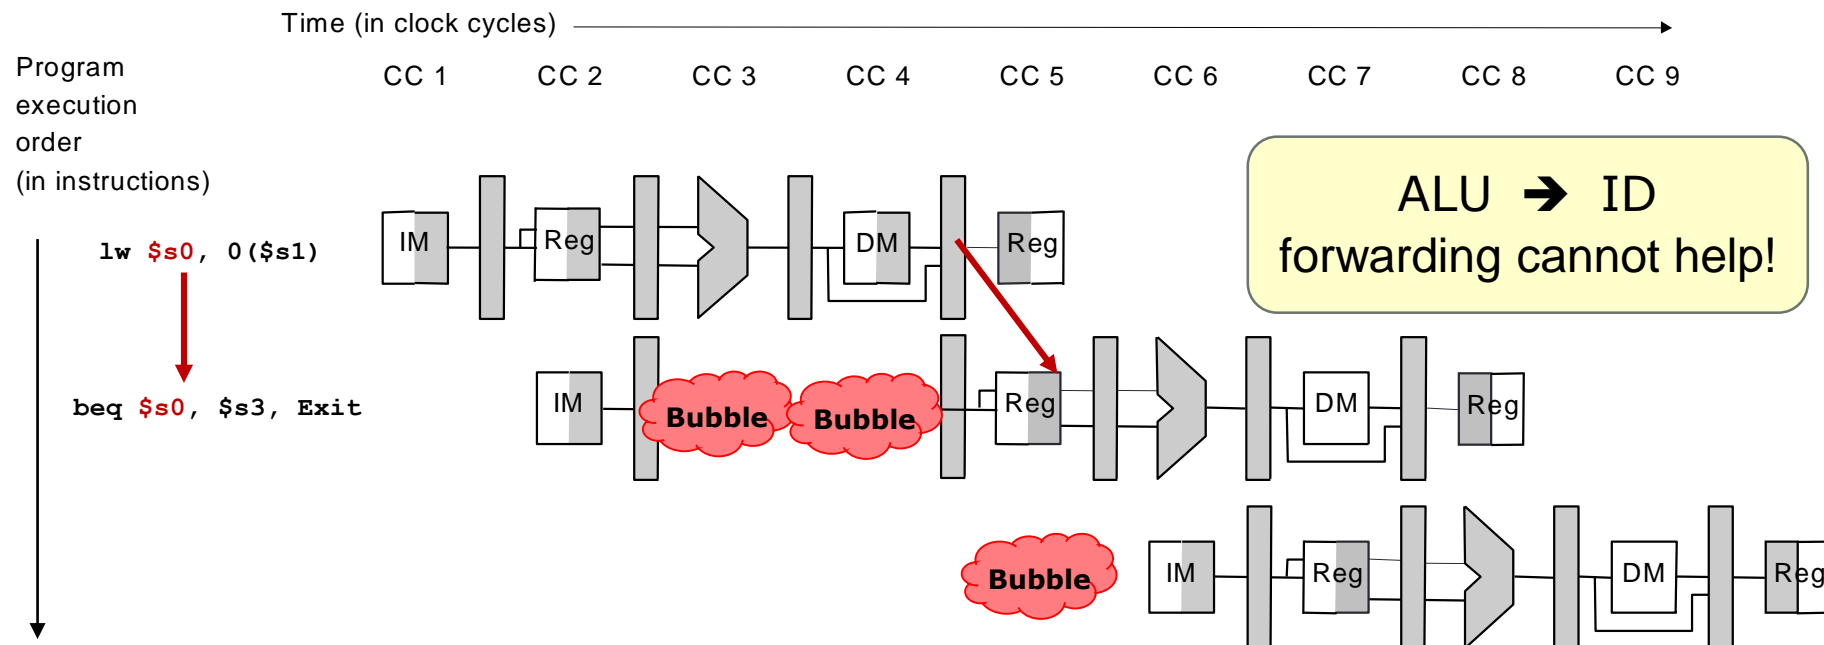 Time (in clock cycles)
Program
execution
order
(in instructions)
CC 1 CC 2 CC 3 CC 4 CC 5 CC 6 CC 7 CC 8 CC 9
ALU ➔ ID
forwarding cannot help!
lw $s0, 0($s1)
IM Reg DM Reg
beq $s0, $s3, Exit
IM Bubble Bubble Reg DM Reg
Bubble IM Reg DM Reg